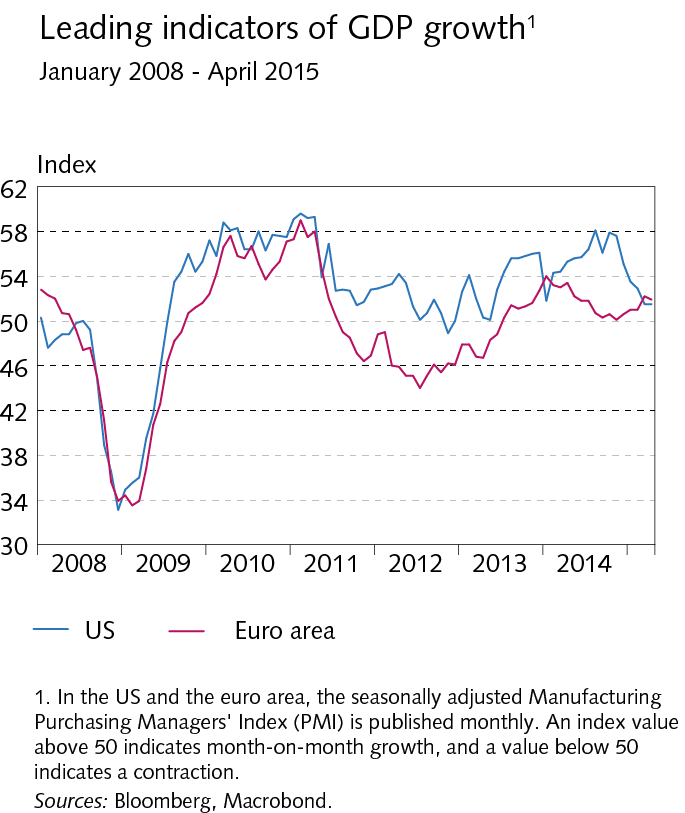 Leading indicators of GDP growth1
January 2008 - April 2015
Index
62
58
54
50
46
42
38
34
30
2008 2009 2010 2011 2012 2013 2014
US Euro area
1. In the US and the euro area, the seasonally adjusted Manufacturing
Purchasing Managers' Index (PMI) is published monthly. An index value
above 50 indicates month-on-month growth, and a value below 50
indicates a contraction.
Sources: Bloomberg, Macrobond.